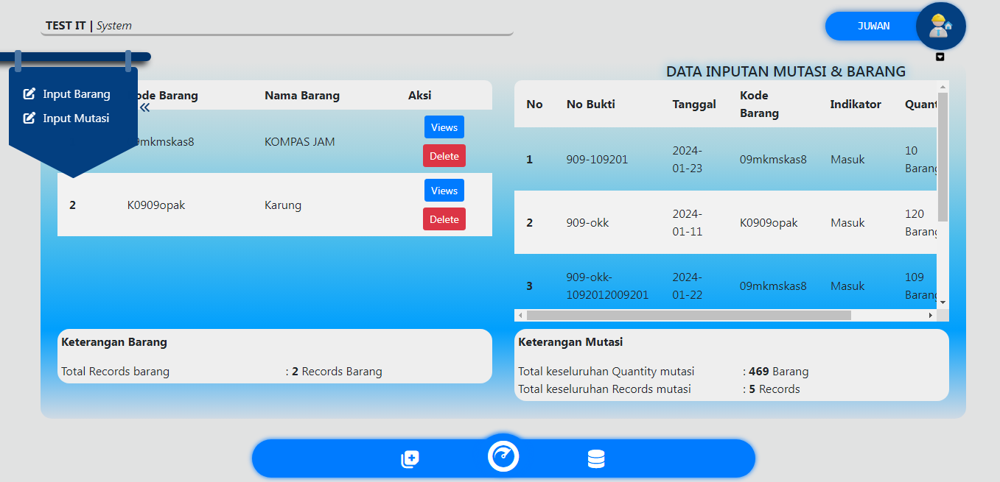 TEST IT | System
JUWAN
Input Barang
Input Mutasi
ode Barang Nama Barang Aksi
9mkmskas8 KOMPAS JAM Views
Delete
2 K0909opak Karung Views
Delete
DATA INPUTAN MUTASI & BARANG
No No Bukti Tanggal Kode Barang Indikator Quant
1 909-109201 2024-01-23 09mkmskas8 Masuk 10 Barang
2 909-okk 2024-01-11 K0909opak Masuk 120 Barang
3 909-okk-1092012009201 2024-01-22 09mkmskas8 Masuk 109 Barang
Keterangan Barang
Total Records barang : 2 Records Barang
Keterangan Mutasi
Total keseluruhan Quantity mutasi : 469 Barang
Total keseluruhan Records mutasi : 5 Records